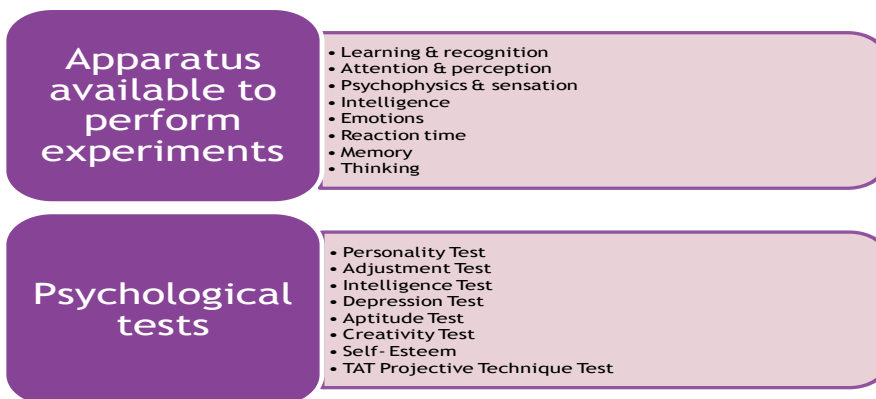 Apparatus
available to
perform
experiments
• Learning & recognition
• Attention & perception
• Psychophysics & sensation
• Intelligence
• Emotions
• Reaction time
• Memory
• Thinking
Psychological
tests
• Personality Test
• Adjustment Test
• Intelligence Test
• Depression Test
• Aptitude Test
• Creativity Test
• Self- Esteem
• TAT Projective Technique Test